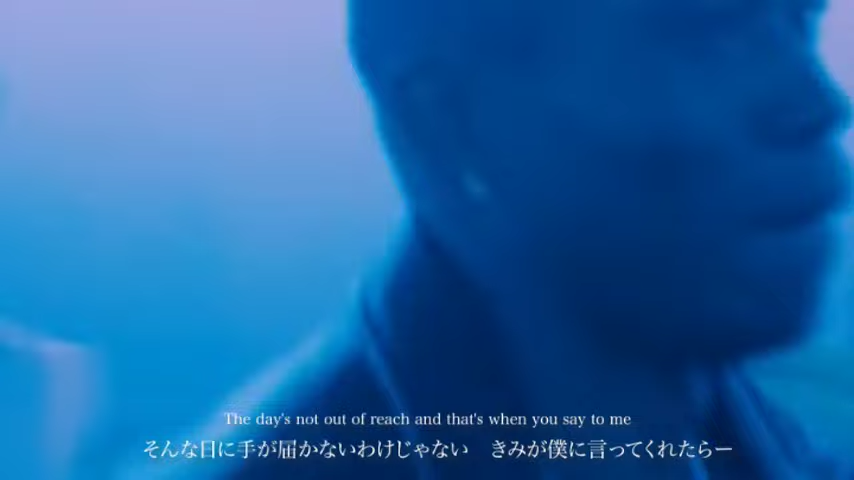 The day's not out of reach and that's when you say to me
そんな日に手が届かないわけじゃない　きみが僕に言ってくれたらー